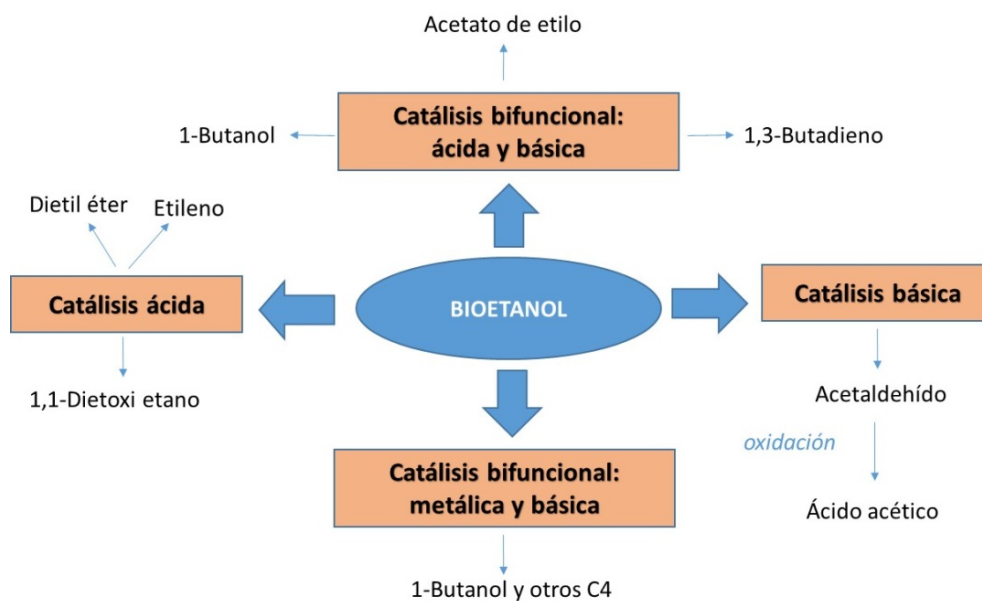 Acetato de etilo
Catálisis bifuncional:
ácida y básica
1-Butanol
1,3-Butadieno
Dietil éter
Etileno
Catálisis ácida
BIOETANOL
Catálisis básica
1,1-Dietoxi etano
Acetaldehído
oxidación
Catálisis bifuncional:
metálica y básica
Ácido acético
1-Butanol y otros C4